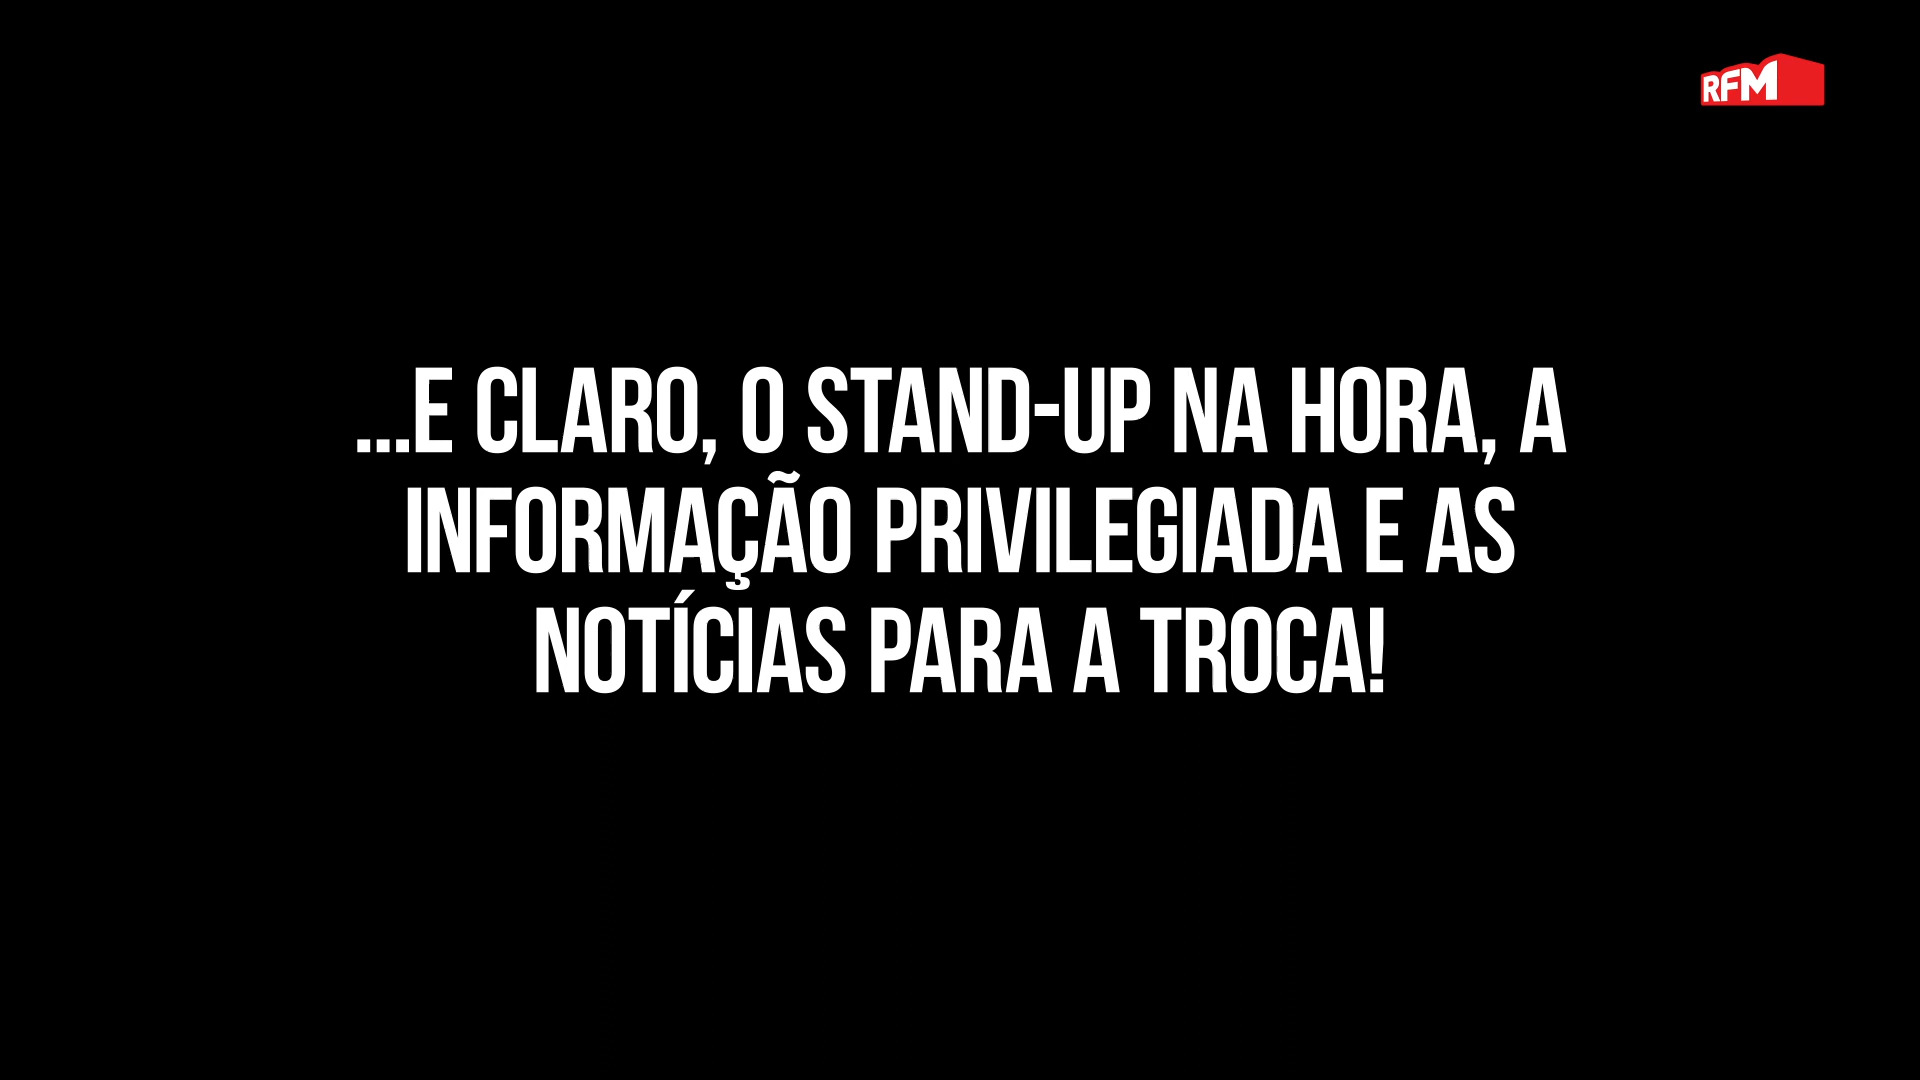 RFM
...E CLARO, O STAND-UP NA HORA, A
INFORMAÇÃO PRIVILEGIADA E AS
NOTÍCIAS PARA A TROCA!